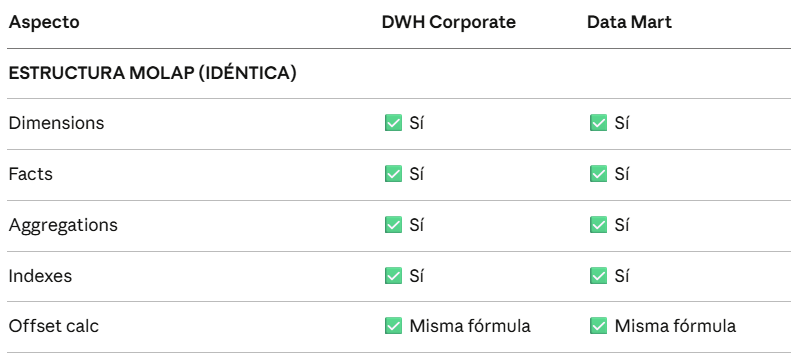 Aspecto DWH Corporate Data Mart
ESTRUCTURA MOLAP (IDÉNTICA)
Dimensions ✅ Sí ✅ Sí
Facts ✅ Sí ✅ Sí
Aggregations ✅ Sí ✅ Sí
Indexes ✅ Sí ✅ Sí
Offset calc ✅ Misma fórmula ✅ Misma fórmula